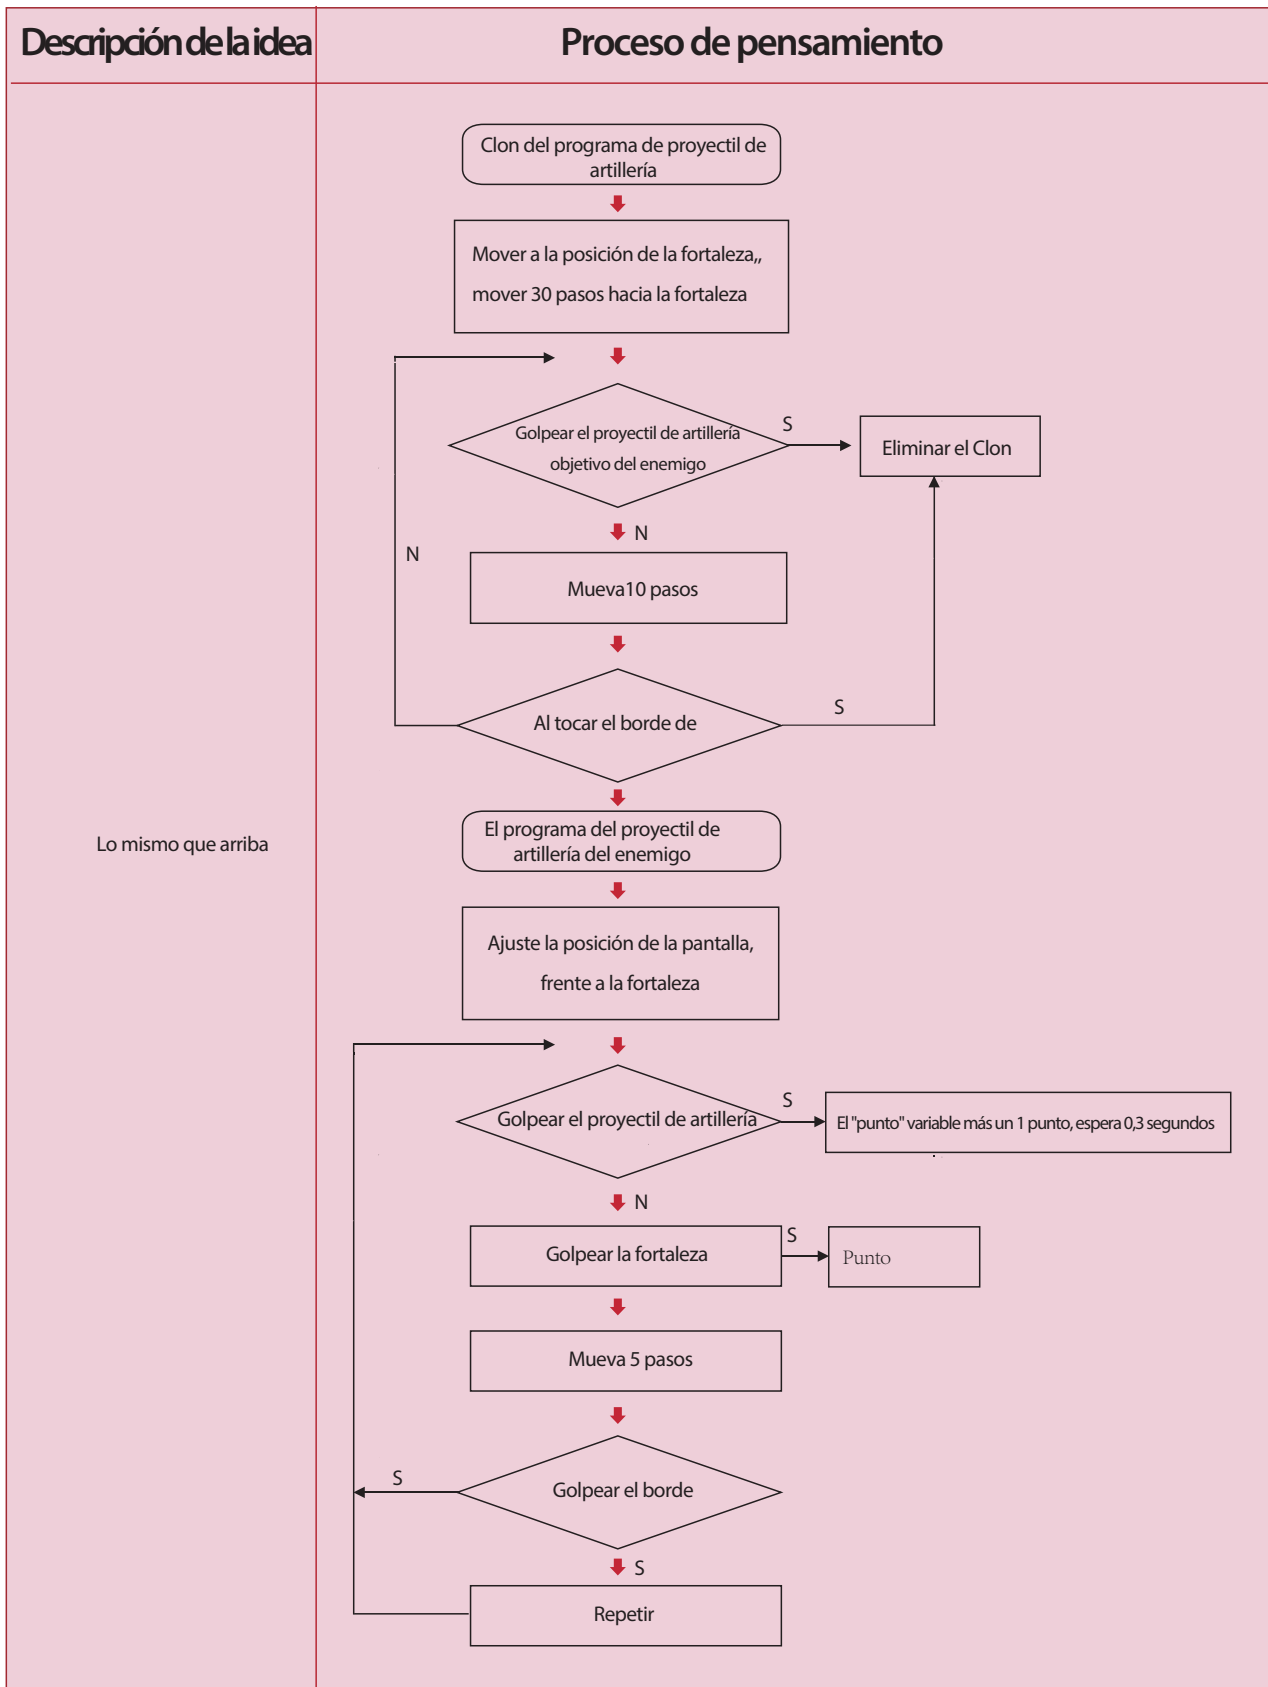 Descripción de la idea
Proceso de pensamiento
Clon del programa de proyectil de
artillería
Mover a la posición de la fortaleza,,
mover 30 pasos hacia la fortaleza
Golpear el proyectil de artillería
objetivo del enemigo
S
Eliminar el Clon
N
N
Mueva10 pasos
Al tocar el borde de
S
Lo mismo que arriba
El programa del proyectil de
artillería del enemigo
Ajuste la posición de la pantalla,
frente a la fortaleza
Golpear el proyectil de artillería
S
El "punto" variable más un 1 punto, espera 0,3 segundos
N
Golpear la fortaleza
S
Punto
Mueva 5 pasos
S
Golpear el borde
S
Repetir